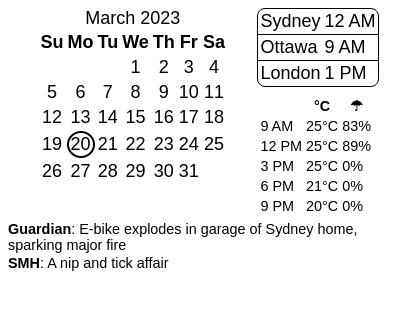 March 2023
Su Mo Tu We Th Fr Sa
1 2 3 4
5 6 7 8 9 10 11
12 13 14 15 16 17 18
19 20 21 22 23 24 25
26 27 28 29 30 31
Sydney 12 AM
Ottawa 9 AM
London 1 PM
°C ☂
9 AM 25°C 83%
12 PM 25°C 89%
3 PM 25°C 0%
6 PM 21°C 0%
9 PM 20°C 0%
Guardian: E-bike explodes in garage of Sydney home,
sparking major fire
SMH: A nip and tick affair